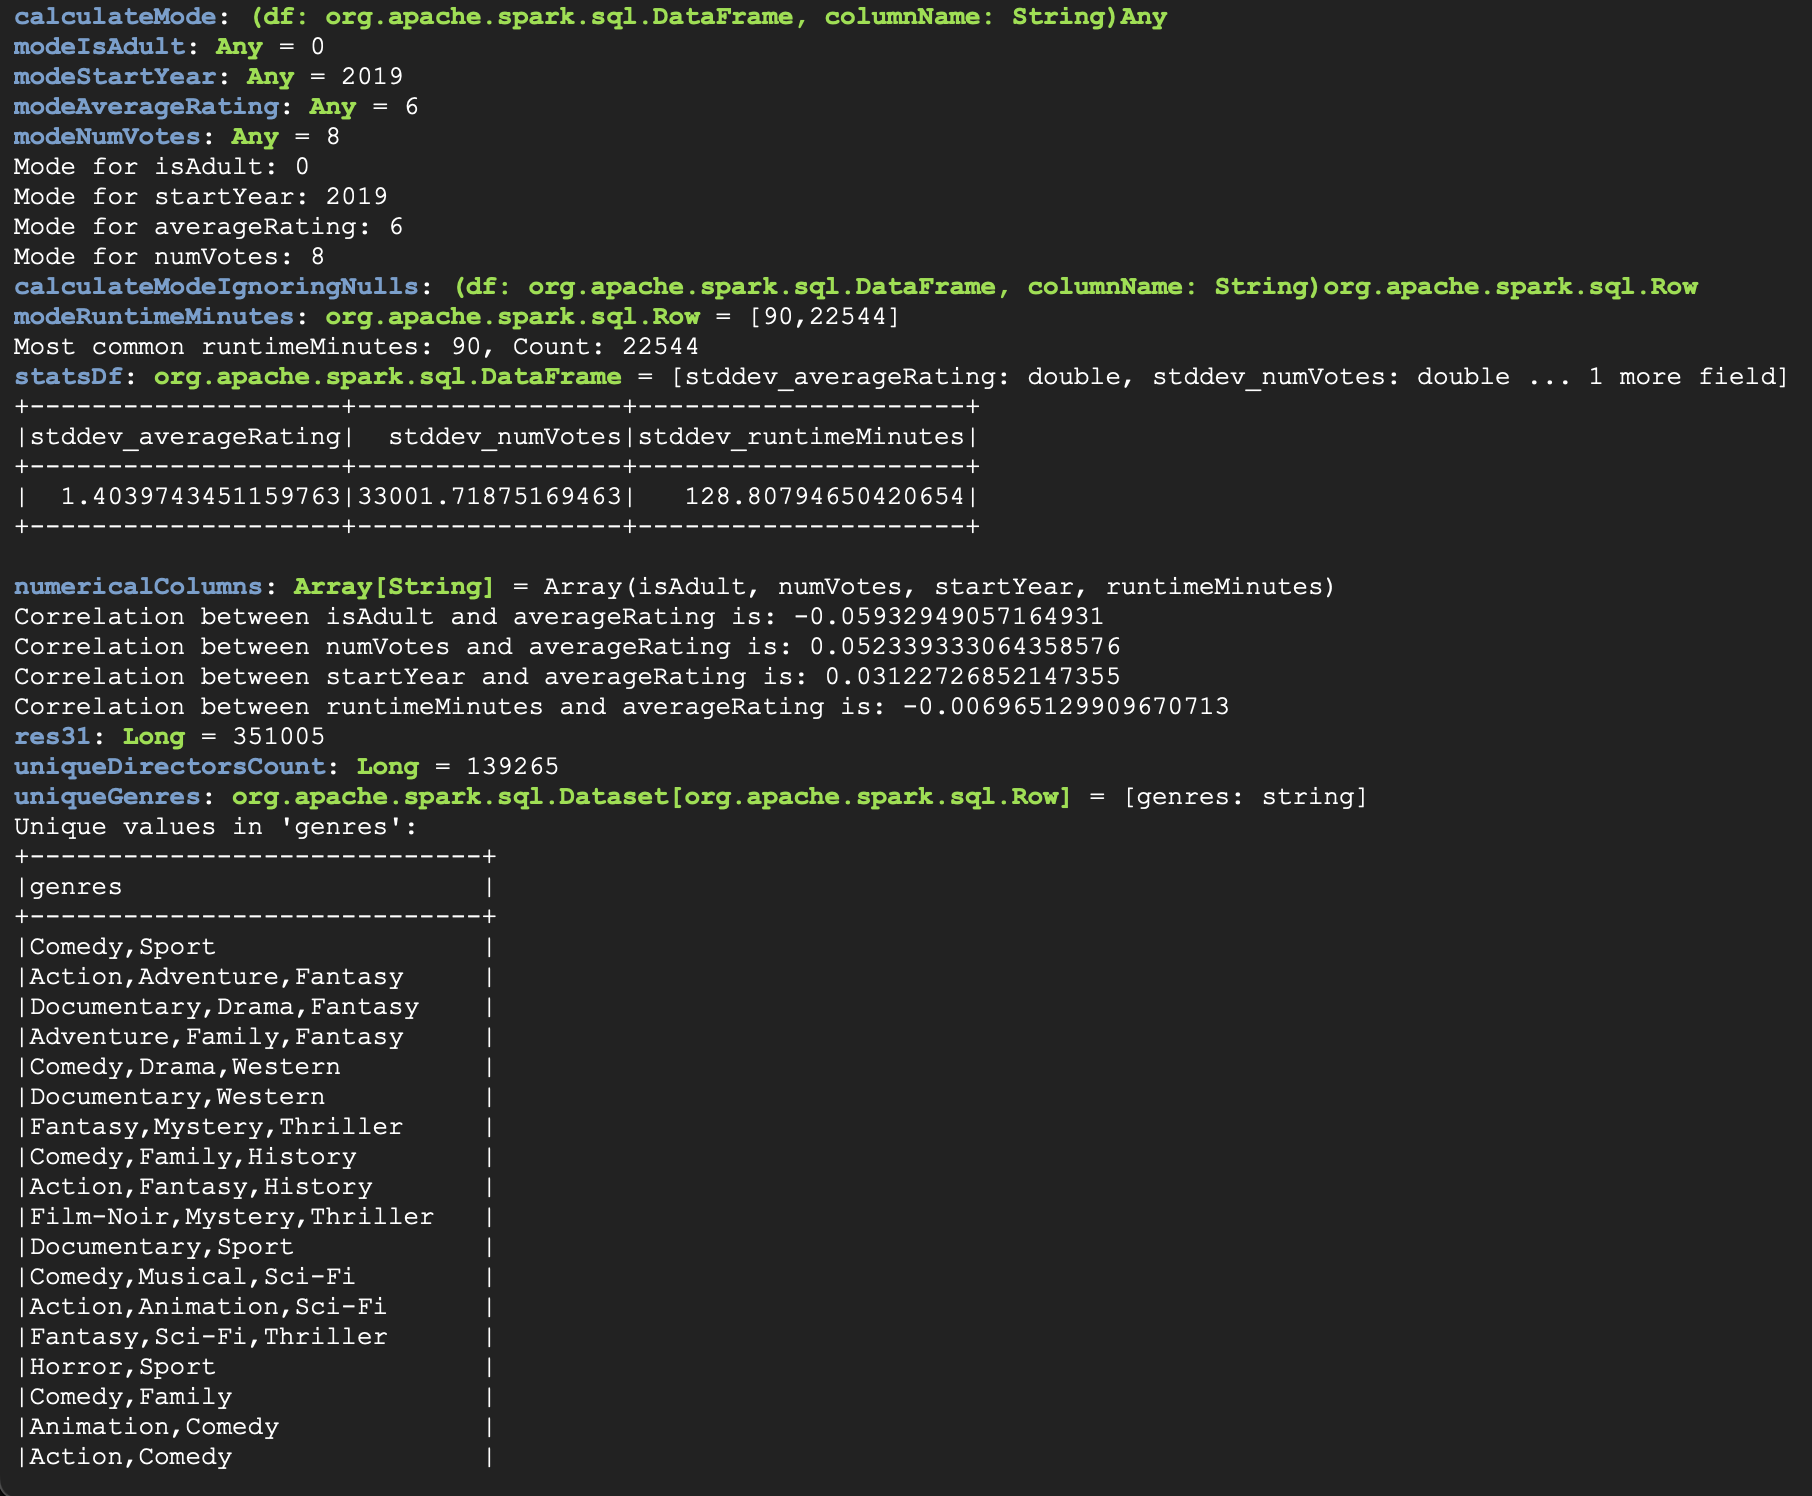 calculateMode: (df: org.apache.spark.sql.DataFrame, columnName: String)Any
modeIsAdult: Any = 0
modeStartYear: Any = 2019
modeAverageRating: Any = 6
modeNumVotes: Any = 8
Mode for isAdult: 0
Mode for startYear: 2019
Mode for averageRating: 6
Mode for numVotes: 8
calculateModeIgnoringNulls: (df: org.apache.spark.sql.DataFrame, columnName: String)org.apache.spark.sql.Row
modeRuntimeMinutes: org.apache.spark.sql.Row = [90,22544]
Most common runtimeMinutes: 90, Count: 22544
statsDf: org.apache.spark.sql.DataFrame = [stddev_averageRating: double, stddev_numVotes: double ... 1 more field]
+--------------------+-----------------+---------------------+
|stddev_averageRating|  stddev_numVotes|stddev_runtimeMinutes|
+--------------------+-----------------+---------------------+
|  1.4039743451159763|33001.71875169463|   128.80794650420654|
+--------------------+-----------------+---------------------+

numericalColumns: Array[String] = Array(isAdult, numVotes, startYear, runtimeMinutes)
Correlation between isAdult and averageRating is: -0.05932949057164931
Correlation between numVotes and averageRating is: 0.052339333064358576
Correlation between startYear and averageRating is: 0.03122726852147355
Correlation between runtimeMinutes and averageRating is: -0.006965129909670713
res31: Long = 351005
uniqueDirectorsCount: Long = 139265
uniqueGenres: org.apache.spark.sql.Dataset[org.apache.spark.sql.Row] = [genres: string]
Unique values in 'genres':
+-----------------------------+
|genres                       |
+-----------------------------+
|Comedy,Sport                 |
|Action,Adventure,Fantasy     |
|Documentary,Drama,Fantasy    |
|Adventure,Family,Fantasy     |
|Comedy,Drama,Western         |
|Documentary,Western          |
|Fantasy,Mystery,Thriller     |
|Comedy,Family,History        |
|Action,Fantasy,History       |
|Film-Noir,Mystery,Thriller   |
|Documentary,Sport            |
|Comedy,Musical,Sci-Fi        |
|Action,Animation,Sci-Fi      |
|Fantasy,Sci-Fi,Thriller      |
|Horror,Sport                 |
|Comedy,Family                |
|Animation,Comedy             |
|Action,Comedy                |